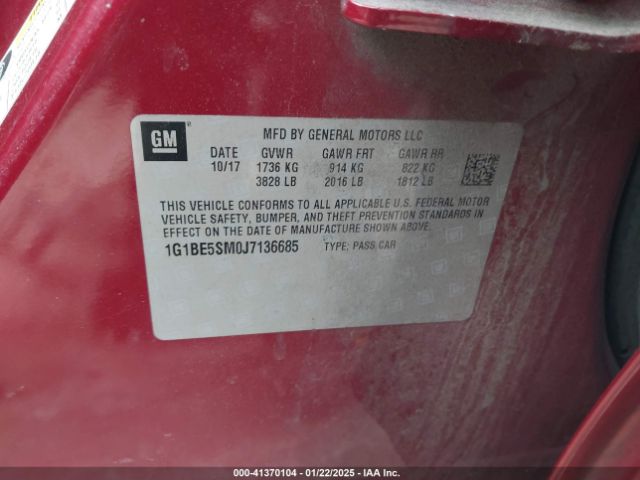 GM
MFD BY GENERAL MOTORS LLC
DATE GVWR GAWR FRT GAWR RR
10/17 1736 KG 914 KG 822 KG
3828 LB 2016 LB 1812 LB
THIS VEHICLE CONFORMS TO ALL APPLICABLE U.S. FEDERAL MOTOR
VEHICLE SAFETY, BUMPER, AND THEFT PREVENTION STANDARDS IN
EFFECT ON THE DATE OF MANUFACTURE SHOWN ABOVE.
1G1BE5SM0J7136685 TYPE: PASS CAR
000-41370104 - 01/22/2025 - IAA Inc.